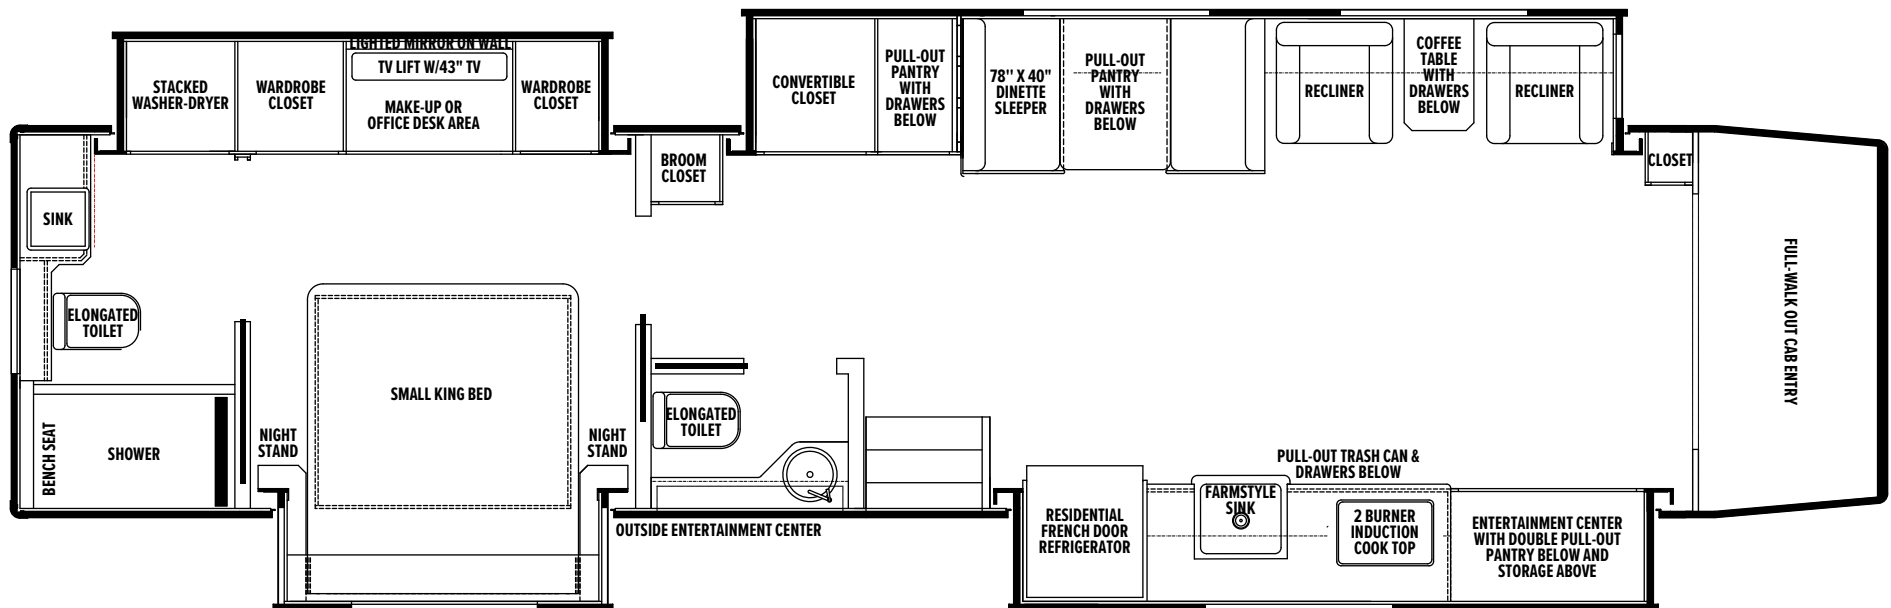 LIGHTED MIRROR ON WALL
TV LIFT W/43" TV
STACKED
WASHER-DRYER
WARDROBE
CLOSET
MAKE-UP OR
OFFICE DESK AREA
WARDROBE
CLOSET
CONVERTIBLE
CLOSET
PULL-OUT
PANTRY
WITH
DRAWERS
BELOW
78" X 40"
DINETTE
SLEEPER
PULL-OUT
PANTRY
WITH
DRAWERS
BELOW
RECLINER
COFFEE
TABLE
WITH
DRAWERS
BELOW
RECLINER
BROOM
CLOSET
CLOSET
SINK
ELONGATED
TOILET
FULL-WALK OUT CAB ENTRY
SMALL KING BED
BENCH SEAT
SHOWER
NIGHT
STAND
NIGHT
STAND
ELONGATED
TOILET
PULL-OUT TRASH CAN &
DRAWERS BELOW
OUTSIDE ENTERTAINMENT CENTER
RESIDENTIAL
FRENCH DOOR
REFRIGERATOR
FARMSTYLE
SINK
2 BURNER
INDUCTION
COOK TOP
ENTERTAINMENT CENTER
WITH DOUBLE PULL-OUT
PANTRY BELOW AND
STORAGE ABOVE